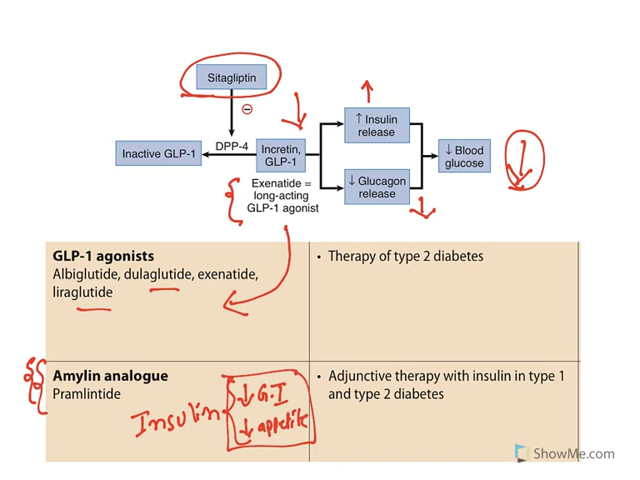 Sitagliptin
DPP-4
Inactive GLP-1
Incretin,
GLP-1
Exenatide =
long-acting
GLP-1 agonist
↑ Insulin
release
↓ Glucagon
release
↓ Blood
glucose
GLP-1 agonists
Albiglutide, dulaglutide, exenatide,
liraglutide
• Therapy of type 2 diabetes
Amylin analogue
Pramlintide
Insulin
↓ G.I
↓ appetite
• Adjunctive therapy with insulin in type 1
and type 2 diabetes
ShowMe.com